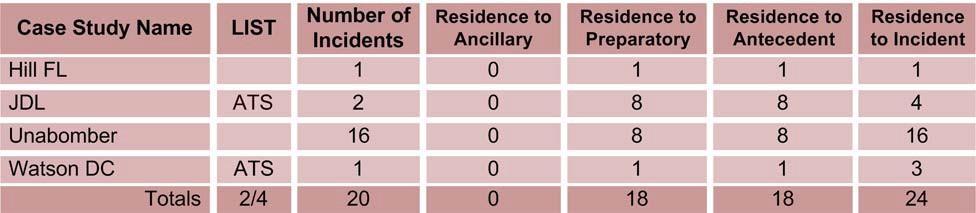 Case Study Name LIST Number of Incidents Residence to Ancillary Residence to Preparatory Residence to Antecedent Residence to Incident
Hill FL 1 0 1 1 1
JDL ATS 2 0 8 8 4
Unabomber 16 0 8 8 16
Watson DC ATS 1 0 1 1 3
Totals 2/4 20 0 18 18 24